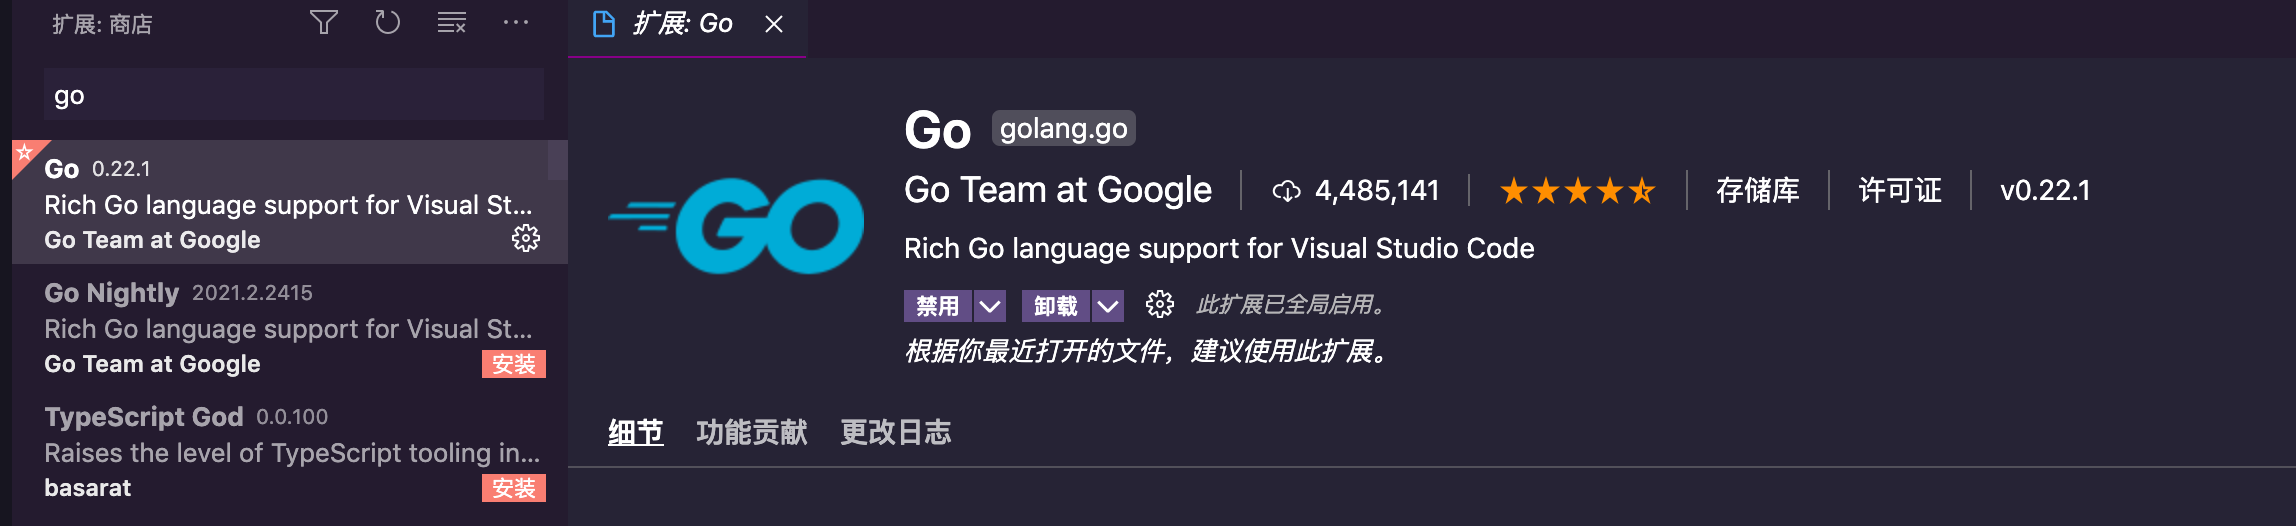 扩展: 商店
go
Go 0.22.1
Rich Go language support for Visual St...
Go Team at Google
Go Nightly 2021.2.2415
Rich Go language support for Visual St...
Go Team at Google 安装
TypeScript God 0.0.100
Raises the level of TypeScript tooling in...
basarat 安装
扩展: Go
GO
Go golang.go
Go Team at Google 4,485,141 存储库 许可证 v0.22.1
Rich Go language support for Visual Studio Code
禁用 卸载 此扩展已全局启用。
根据你最近打开的文件，建议使用此扩展。
细节 功能贡献 更改日志